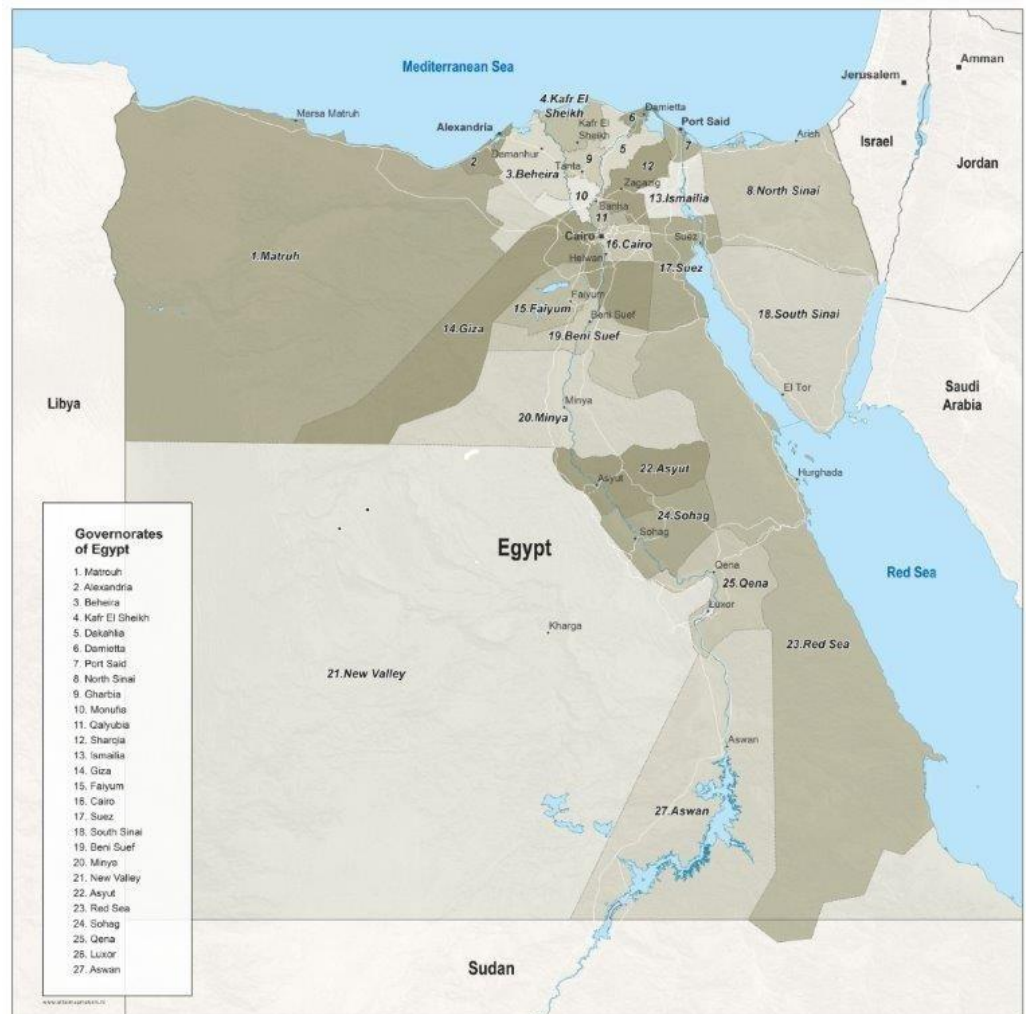 Mediterranean Sea
Amman
Jerusalem
4.Kafr El
Sheikh
Damietta
Marsa Matruh
Kafr El
Sheikh
6
Port Said
Alexandria
Arieh
Israel
5
7
Demanhur
Jordan
2
Tanta
9
12
3.Beheira
Zagazig
8.North Sinai
10
13.Ismailia
Banha
11
Cairo
16.Cairo
Suez
1.Matruh
Helwan
17.Suez
Faiyum
15.Faiyum
18.South Sinai
Beni Suef
14.Giza
19.Beni Suef
El Tor
Saudi
Arabia
Libya
Minya
20.Minya
22.Asyut
Hurghada
Asyut
24.Sohag
Sohag
Egypt
Qena
Red Sea
25.Qena
Luxor
Kharga
23.Red Sea
21.New Valley
Aswan
27.Aswan
Sudan
Governorates
of Egypt
1. Matrouh
2. Alexandria
3. Beheira
4. Kafr El Sheikh
5. Dakahlia
6. Damietta
7. Port Said
8. North Sinai
9. Gharbia
10. Monufia
11. Qalyubia
12. Sharqia
13. Ismailia
14. Giza
15. Faiyum
16. Cairo
17. Suez
18. South Sinai
19. Beni Suef
20. Minya
21. New Valley
22. Asyut
23. Red Sea
24. Sohag
25. Qena
26. Luxor
27. Aswan